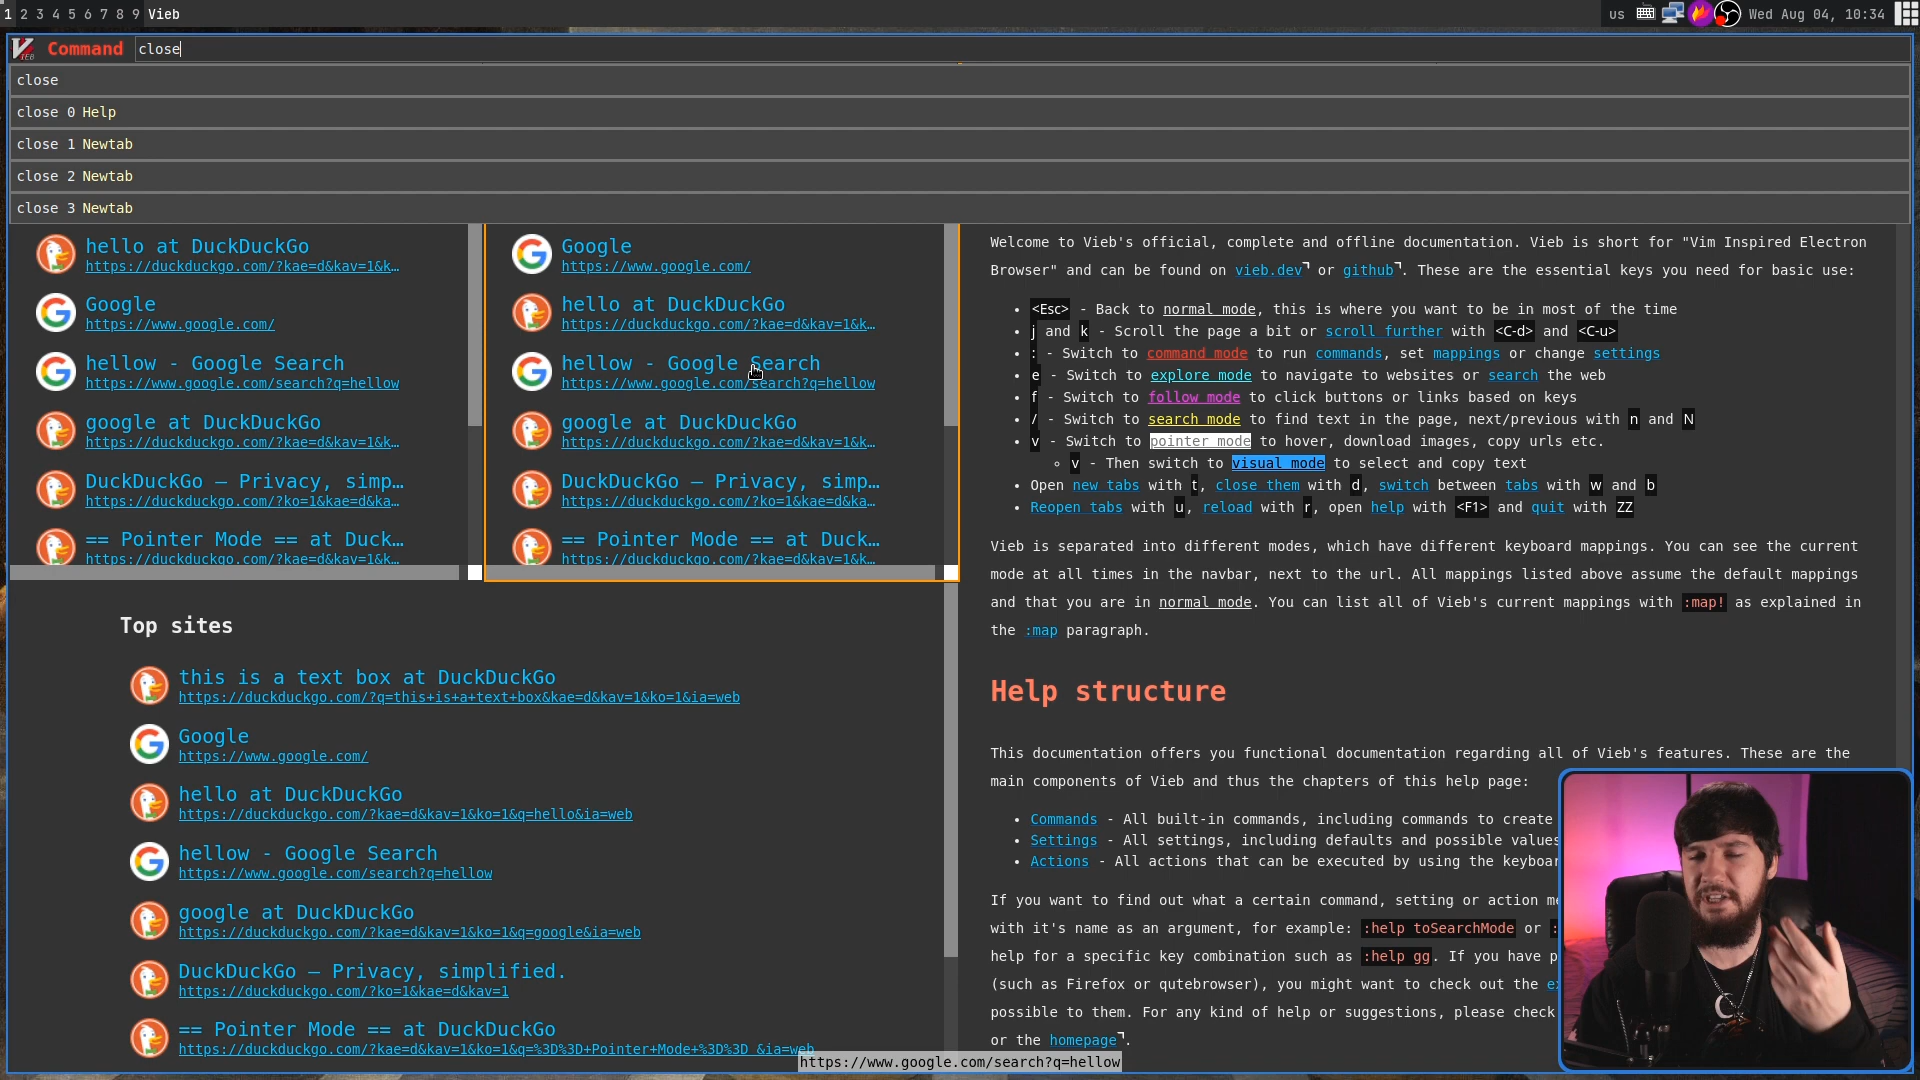 1 2 3 4 5 6 7 8 9 Vieb
us
Wed Aug 04, 10:34
VIEB
Command close
close
close 0 Help
close 1 Newtab
close 2 Newtab
close 3 Newtab
hello at DuckDuckGo
https://duckduckgo.com/?kae=d&kav=1&k…
Google
https://www.google.com/
hellow - Google Search
https://www.google.com/search?q=hellow
google at DuckDuckGo
https://duckduckgo.com/?kae=d&kav=1&k…
DuckDuckGo — Privacy, simp…
https://duckduckgo.com/?ko=1&kae=d&ka…
== Pointer Mode == at Duck…
https://duckduckgo.com/?kae=d&kav=1&k…
Google
https://www.google.com/
hello at DuckDuckGo
https://duckduckgo.com/?kae=d&kav=1&k…
hellow - Google Search
https://www.google.com/search?q=hellow
google at DuckDuckGo
https://duckduckgo.com/?kae=d&kav=1&k…
DuckDuckGo — Privacy, simp…
https://duckduckgo.com/?ko=1&kae=d&ka…
== Pointer Mode == at Duck…
https://duckduckgo.com/?kae=d&kav=1&k…
Top sites
this is a text box at DuckDuckGo
https://duckduckgo.com/?q=this+is+a+text+box&kae=d&kav=1&ko=1&ia=web
Google
https://www.google.com/
hello at DuckDuckGo
https://duckduckgo.com/?kae=d&kav=1&ko=1&q=hello&ia=web
hellow - Google Search
https://www.google.com/search?q=hellow
google at DuckDuckGo
https://duckduckgo.com/?kae=d&kav=1&ko=1&q=google&ia=web
DuckDuckGo — Privacy, simplified.
https://duckduckgo.com/?ko=1&kae=d&kav=1
== Pointer Mode == at DuckDuckGo
https://duckduckgo.com/?kae=d&kav=1&ko=1&q=%3D%3D+Pointer+Mode+%3D%3D &ia=web
Welcome to Vieb's official, complete and offline documentation. Vieb is short for "Vim Inspired Electron
Browser" and can be found on vieb.dev or github. These are the essential keys you need for basic use:
• <Esc> - Back to normal mode, this is where you want to be in most of the time
• j and k - Scroll the page a bit or scroll further with <C-d> and <C-u>
• : - Switch to command mode to run commands, set mappings or change settings
• e - Switch to explore mode to navigate to websites or search the web
• f - Switch to follow mode to click buttons or links based on keys
• / - Switch to search mode to find text in the page, next/previous with n and N
• v - Switch to pointer mode to hover, download images, copy urls etc.
◦ v - Then switch to visual mode to select and copy text
• Open new tabs with t, close them with d, switch between tabs with w and b
• Reopen tabs with u, reload with r, open help with <F1> and quit with ZZ
Vieb is separated into different modes, which have different keyboard mappings. You can see the current
mode at all times in the navbar, next to the url. All mappings listed above assume the default mappings
and that you are in normal mode. You can list all of Vieb's current mappings with :map! as explained in
the :map paragraph.
Help structure
This documentation offers you functional documentation regarding all of Vieb's features. These are the
main components of Vieb and thus the chapters of this help page:
• Commands - All built-in commands, including commands to create
• Settings - All settings, including defaults and possible values
• Actions - All actions that can be executed by using the keyboar
If you want to find out what a certain command, setting or action me
with it's name as an argument, for example: :help toSearchMode or :
help for a specific key combination such as :help gg. If you have p
(such as Firefox or qutebrowser), you might want to check out the e
possible to them. For any kind of help or suggestions, please check
or the homepage.
https://www.google.com/search?q=hellow